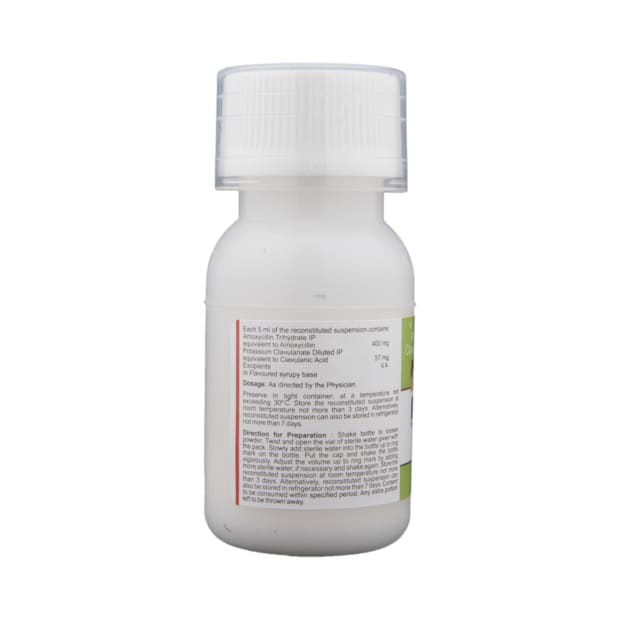 Each 5 ml of the reconstituted suspension contains:
Amoxycillin Trihydrate IP
equivalent to Amoxycillin 400 mg
Potassium Clavulanate Diluted IP
equivalent to Clavulanic Acid 57 mg
Excipients q.s.
in Flavoured syrupy base
Dosage: As directed by the Physician
Preserve in tight container, at a temperature not
exceeding 30°C. Store the reconstituted suspension at
room temperature not more than 3 days. Alternatively,
reconstituted suspension can also be stored in refrigerator
not more than 7 days.
Direction for Preparation : Shake bottle to loosen
powder. Twist and open the vial of sterile water given with
the pack. Slowly add sterile water into the bottle up to ring
mark on the bottle. Put the cap and shake the bottle
vigorously. Adjust the volume up to ring mark by adding
more sterile water, if necessary and shake again. Store the
reconstituted suspension at room temperature not more
than 3 days. Alternatively, reconstituted suspension can
also be stored in refrigerator not more than 7 days. Content
to be consumed within specified period. Any extra portion
left to be thrown away.